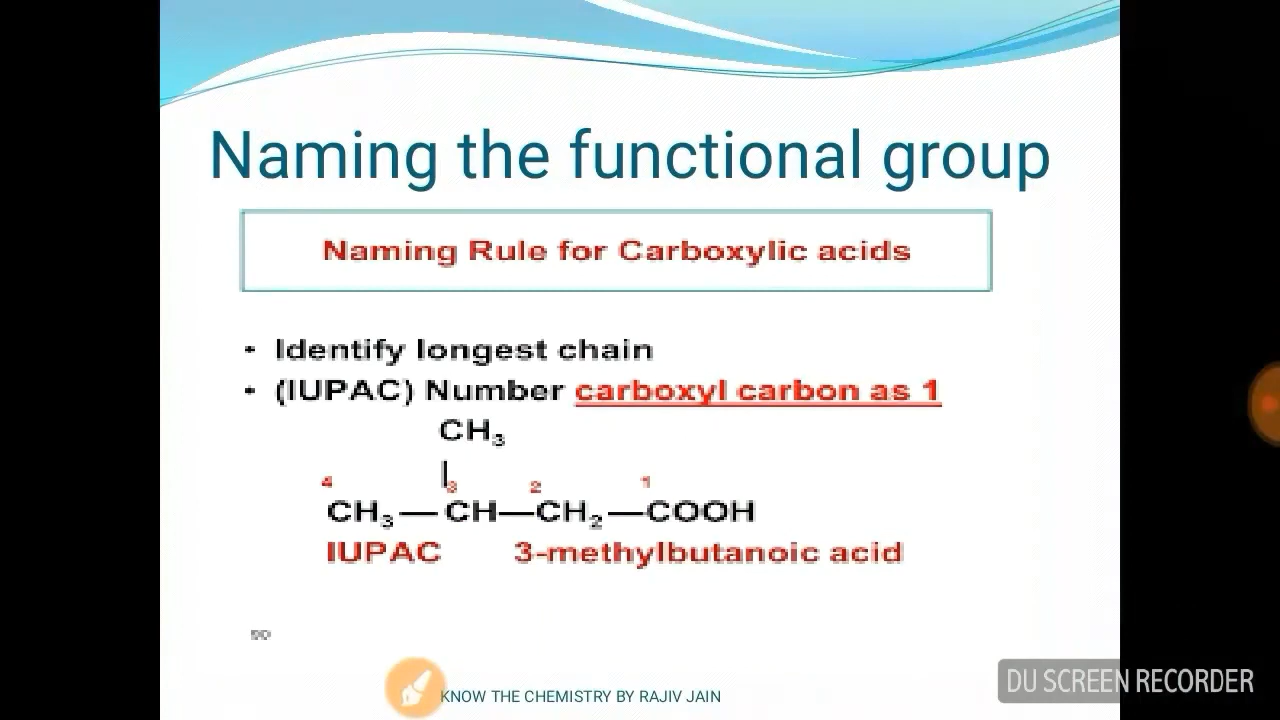 Naming the functional group
Naming Rule for Carboxylic acids
• Identify longest chain
• (IUPAC) Number carboxyl carbon as 1
CH₃
|
4 3 2 1
CH₃—CH—CH₂—COOH
IUPAC 3-methylbutanoic acid
90
KNOW THE CHEMISTRY BY RAJIV JAIN
DU SCREEN RECORDER